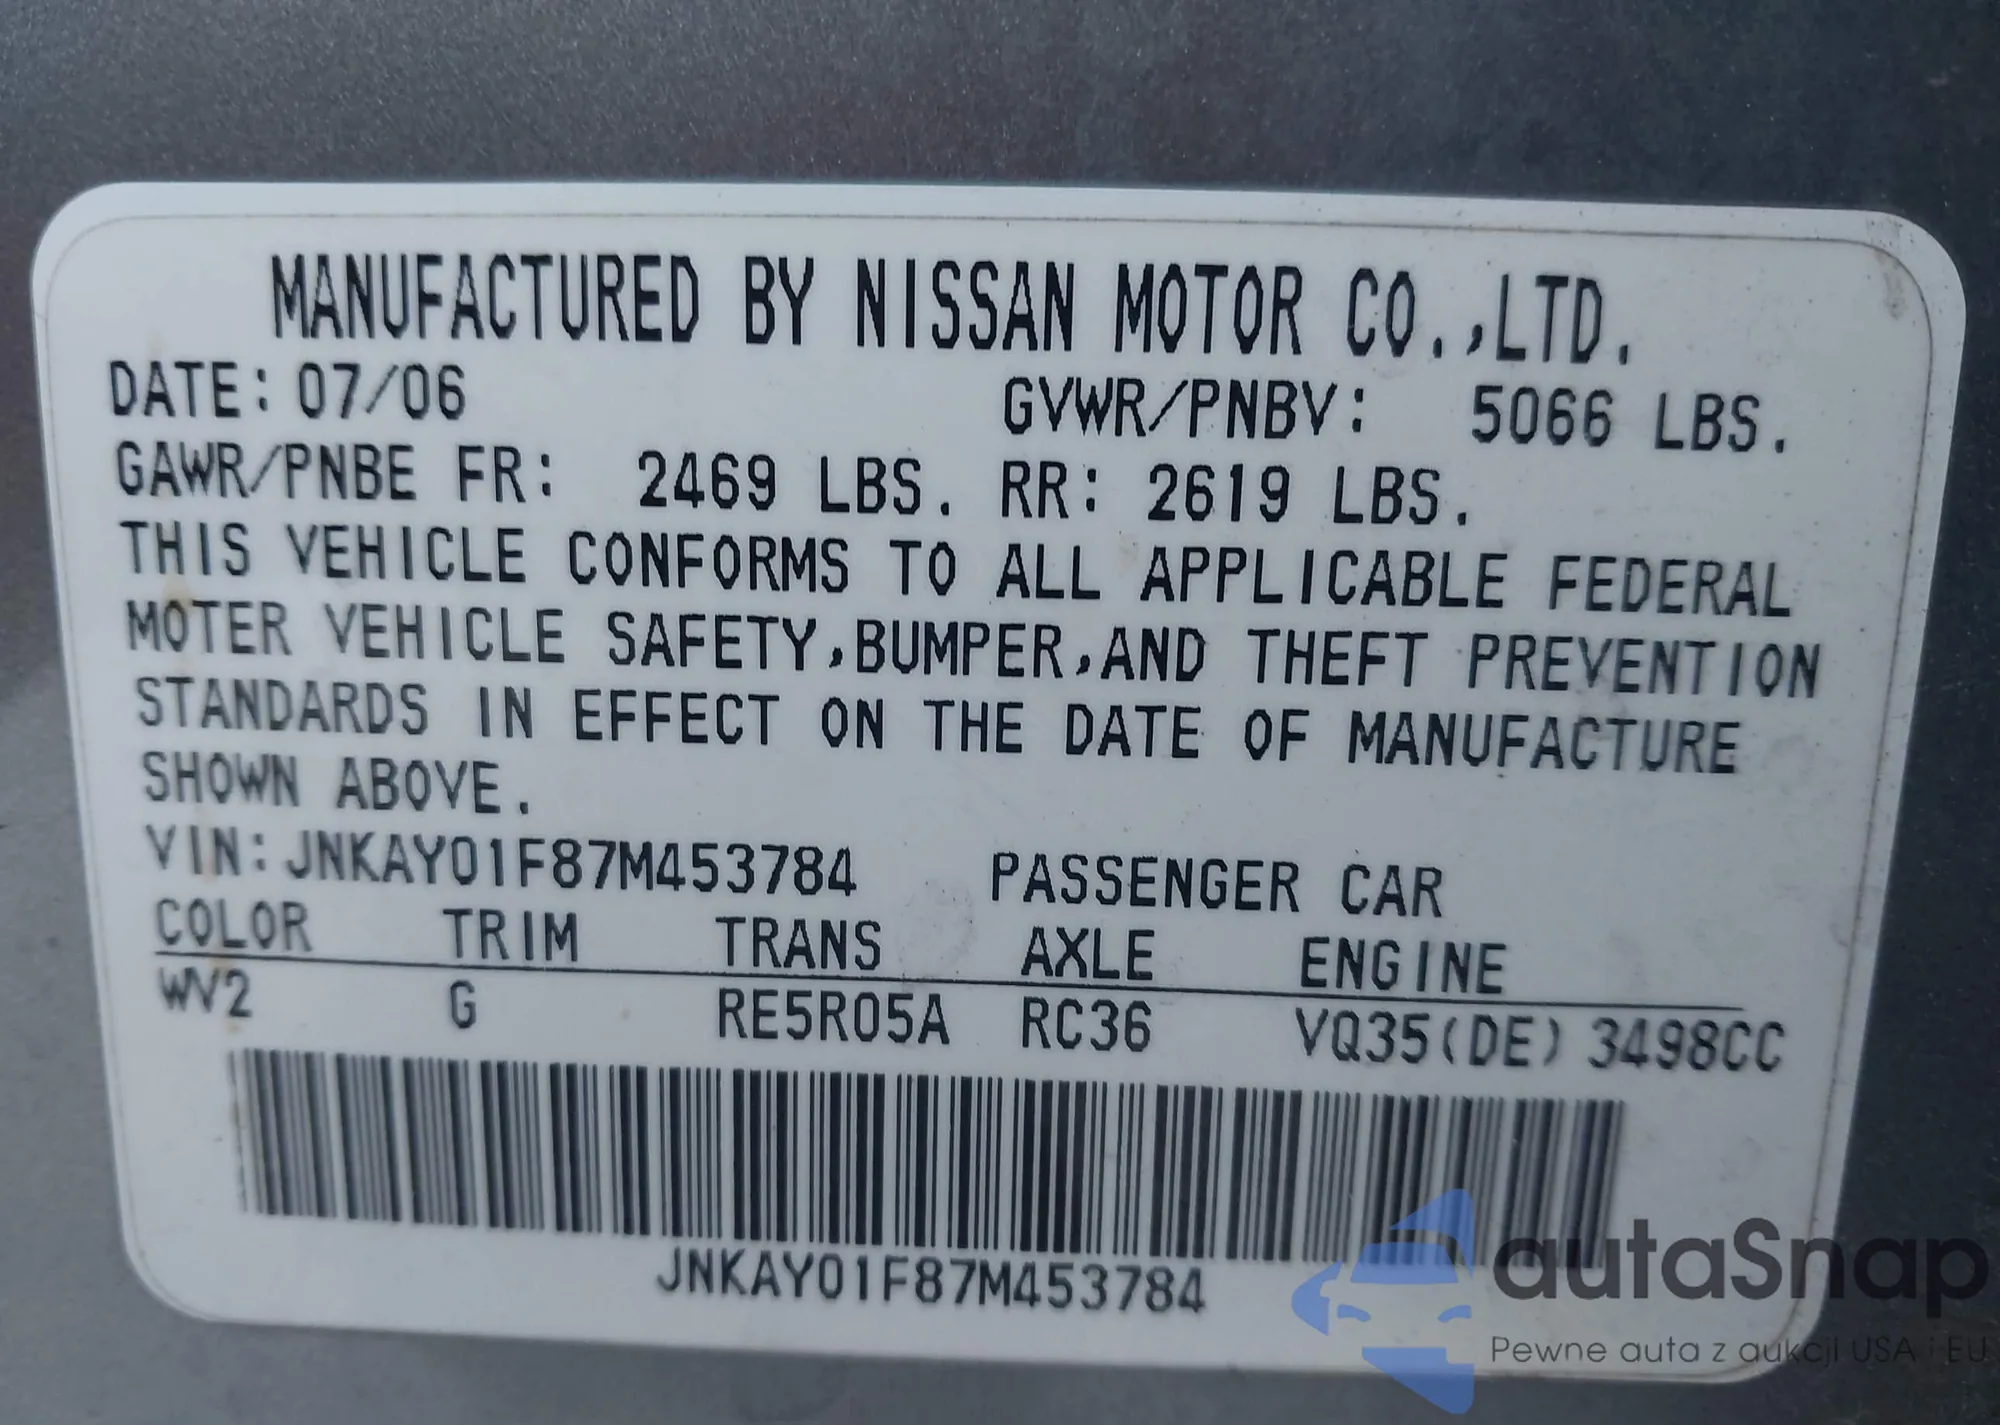 MANUFACTURED BY NISSAN MOTOR CO.,LTD.
DATE: 07/06 GVWR/PNBV: 5066 LBS.
GAWR/PNBE FR: 2469 LBS. RR: 2619 LBS.
THIS VEHICLE CONFORMS TO ALL APPLICABLE FEDERAL
MOTER VEHICLE SAFETY,BUMPER,AND THEFT PREVENTION
STANDARDS IN EFFECT ON THE DATE OF MANUFACTURE
SHOWN ABOVE.
VIN:JNKAY01F87M453784 PASSENGER CAR
COLOR TRIM TRANS AXLE ENGINE
WV2 G RE5R05A RC36 VQ35(DE) 3498CC
JNKAY01F87M453784
autaSnap
Pewne auta z aukcji USA i EU